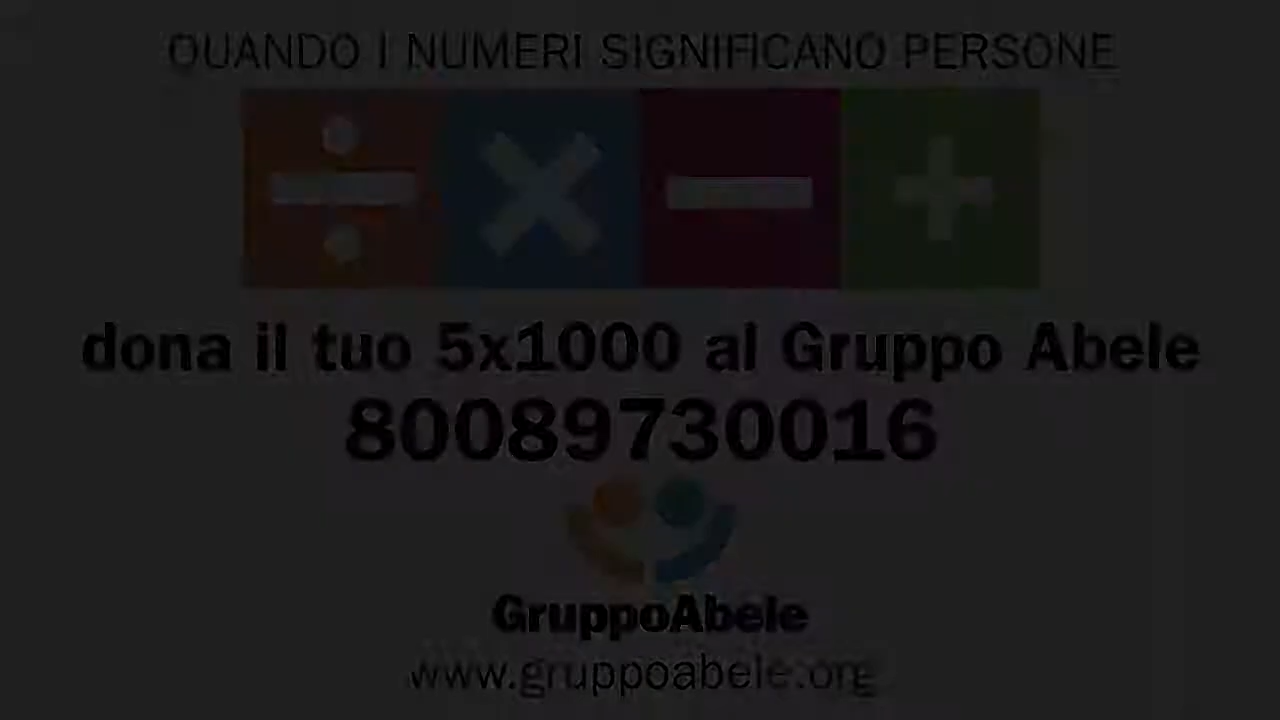 QUANDO I NUMERI SIGNIFICANO PERSONE
÷ × − +
dona il tuo 5x1000 al Gruppo Abele
80089730016
GruppoAbele
www.gruppoabele.org